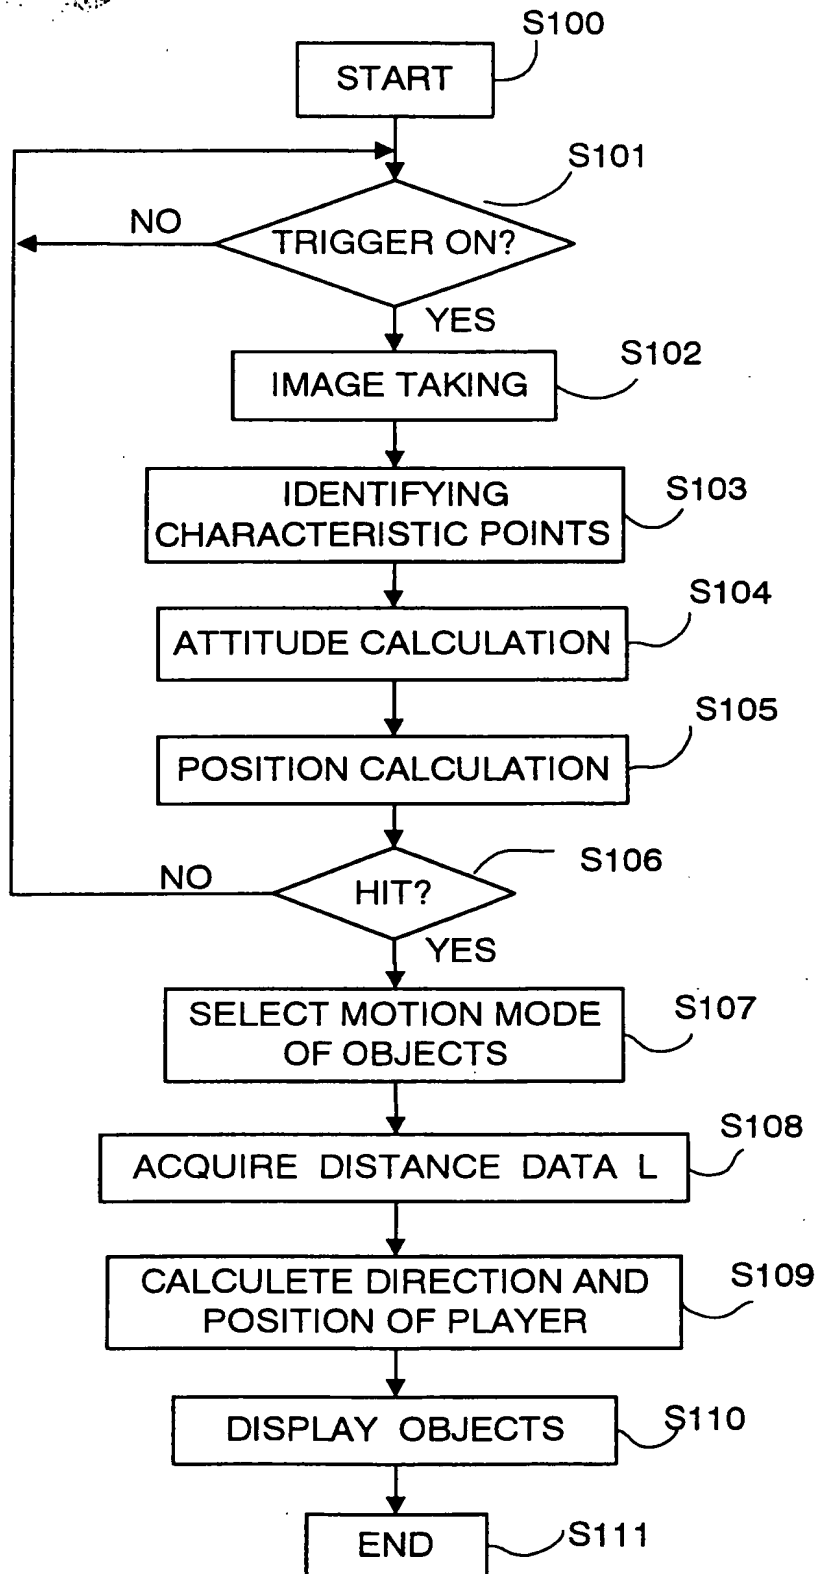 S100
START
S101
NO
TRIGGER ON?
YES
S102
IMAGE TAKING
S103
IDENTIFYING
CHARACTERISTIC POINTS
S104
ATTITUDE CALCULATION
S105
POSITION CALCULATION
S106
NO
HIT?
YES
S107
SELECT MOTION MODE
OF OBJECTS
S108
ACQUIRE DISTANCE DATA L
S109
CALCULETE DIRECTION AND
POSITION OF PLAYER
S110
DISPLAY OBJECTS
S111
END